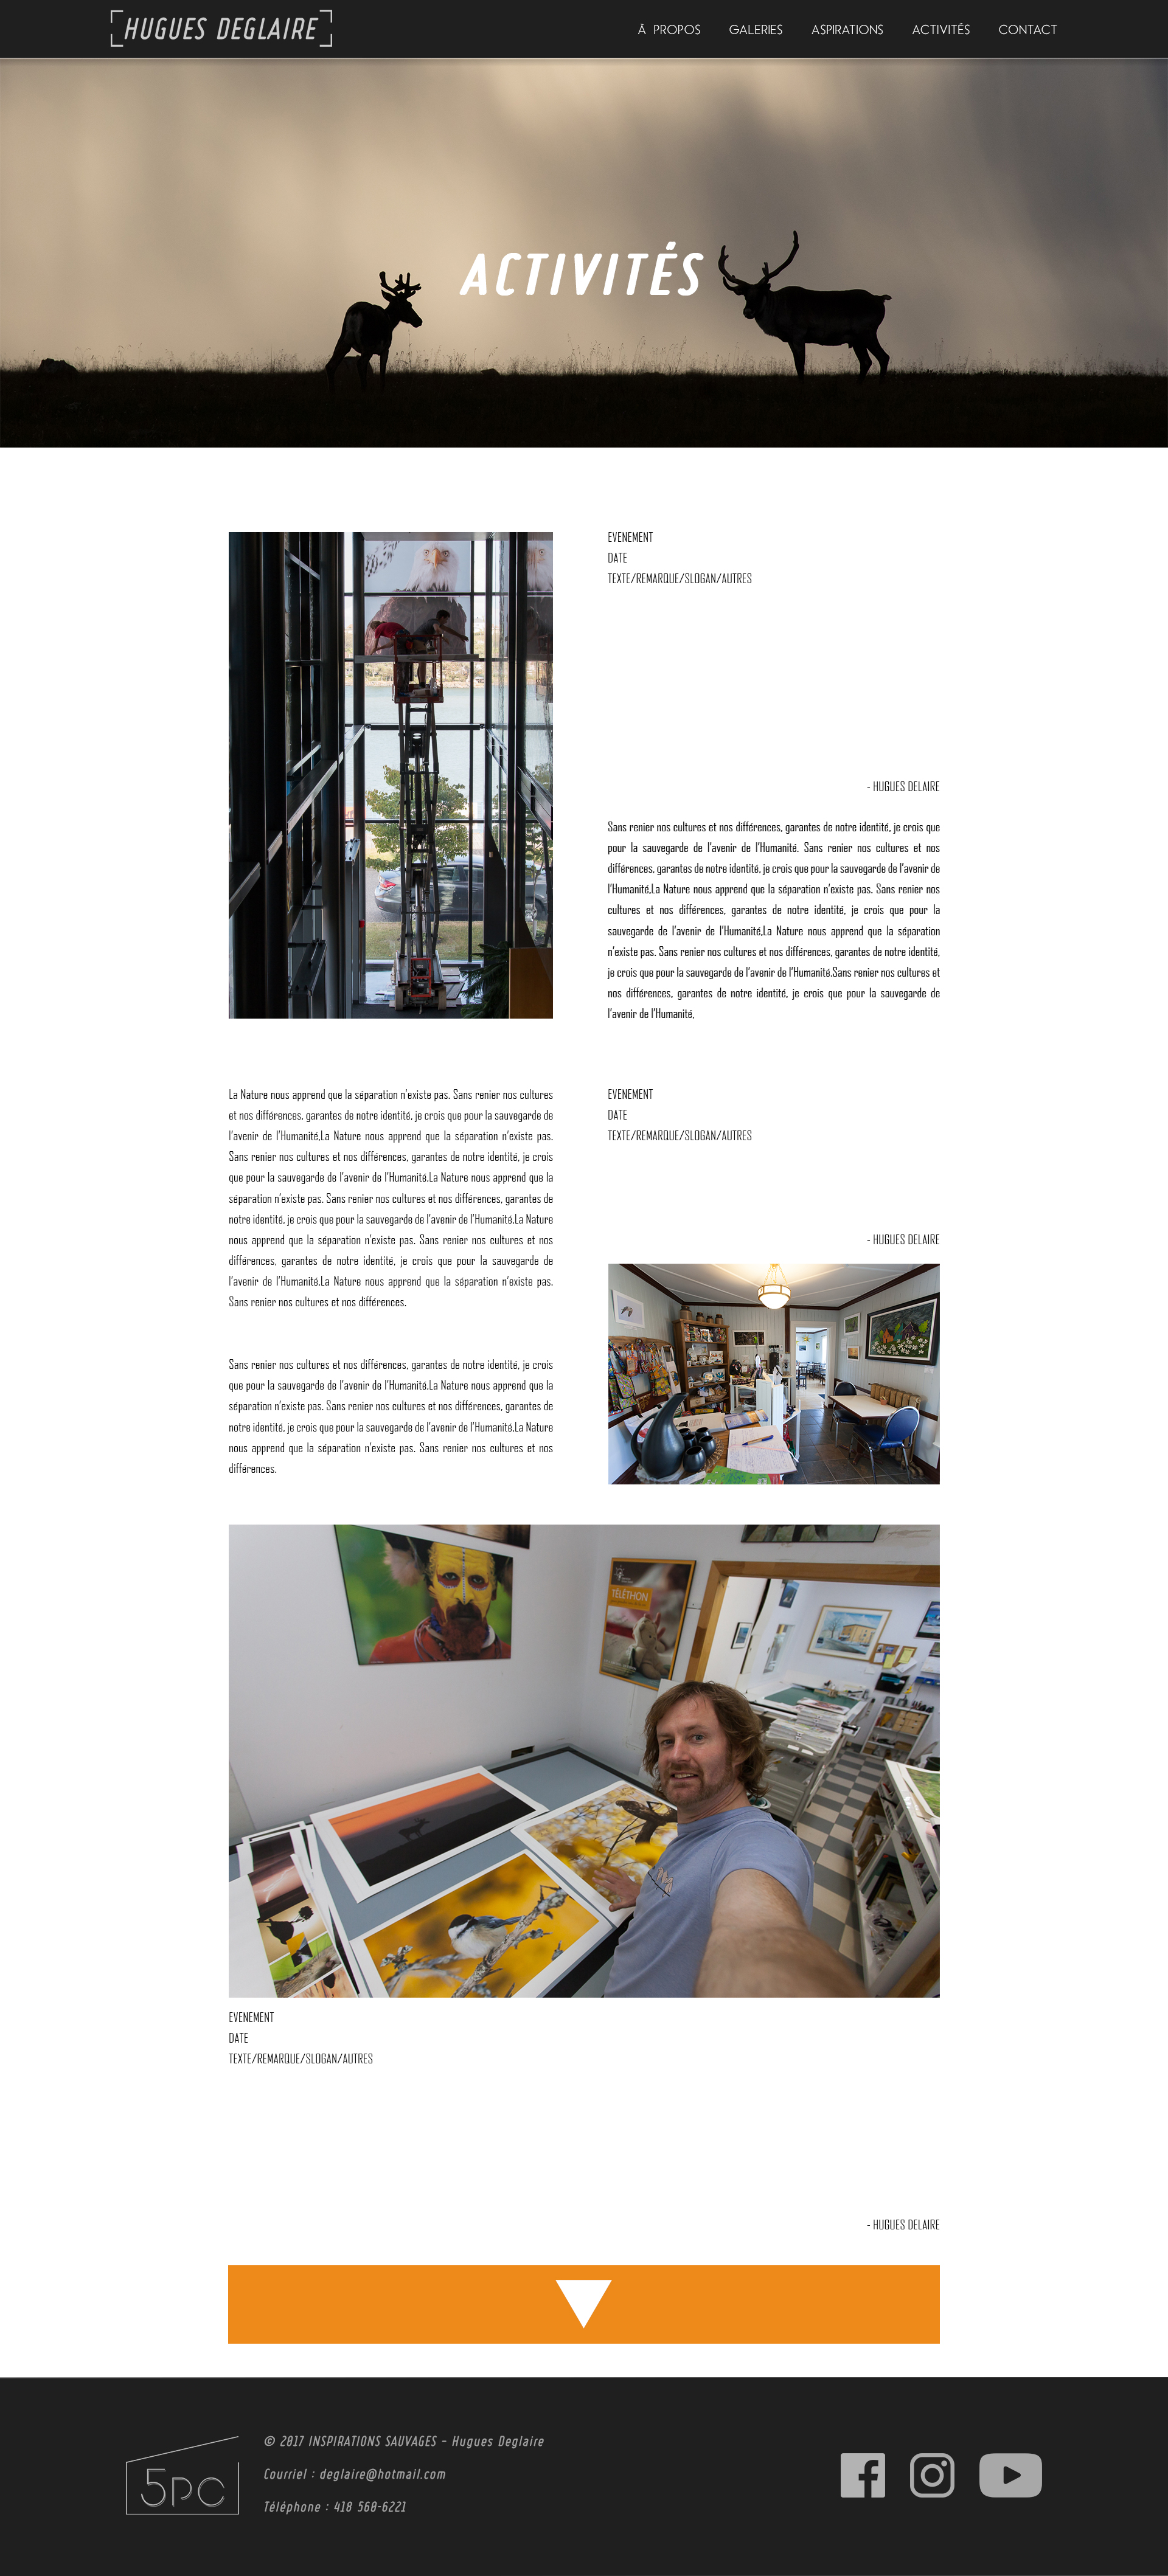 HUGUES DEGLAIRE
À PROPOS GALERIES ASPIRATIONS ACTIVITÉS CONTACT
ACTIVITÉS
EVENEMENT
DATE
TEXTE/REMARQUE/SLOGAN/AUTRES
- HUGUES DELAIRE
Sans renier nos cultures et nos différences, garantes de notre identité, je crois que
pour la sauvegarde de l'avenir de l'Humanité. Sans renier nos cultures et nos
différences, garantes de notre identité, je crois que pour la sauvegarde de l'avenir de
l'Humanité.La Nature nous apprend que la séparation n'existe pas. Sans renier nos
cultures et nos différences, garantes de notre identité, je crois que pour la
sauvegarde de l'avenir de l'Humanité.La Nature nous apprend que la séparation
n'existe pas. Sans renier nos cultures et nos différences, garantes de notre identité,
je crois que pour la sauvegarde de l'avenir de l'Humanité.Sans renier nos cultures et
nos différences, garantes de notre identité, je crois que pour la sauvegarde de
l'avenir de l'Humanité,
La Nature nous apprend que la séparation n'existe pas. Sans renier nos cultures
et nos différences, garantes de notre identité, je crois que pour la sauvegarde de
l'avenir de l'Humanité.La Nature nous apprend que la séparation n'existe pas.
Sans renier nos cultures et nos différences, garantes de notre identité, je crois
que pour la sauvegarde de l'avenir de l'Humanité.La Nature nous apprend que la
séparation n'existe pas. Sans renier nos cultures et nos différences, garantes de
notre identité, je crois que pour la sauvegarde de l'avenir de l'Humanité.La Nature
nous apprend que la séparation n'existe pas. Sans renier nos cultures et nos
différences, garantes de notre identité, je crois que pour la sauvegarde de
l'avenir de l'Humanité.La Nature nous apprend que la séparation n'existe pas.
Sans renier nos cultures et nos différences.
Sans renier nos cultures et nos différences, garantes de notre identité, je crois
que pour la sauvegarde de l'avenir de l'Humanité.La Nature nous apprend que la
séparation n'existe pas. Sans renier nos cultures et nos différences, garantes de
notre identité, je crois que pour la sauvegarde de l'avenir de l'Humanité.La Nature
nous apprend que la séparation n'existe pas. Sans renier nos cultures et nos
différences.
EVENEMENT
DATE
TEXTE/REMARQUE/SLOGAN/AUTRES
- HUGUES DELAIRE
TÉLÉTHON
EVENEMENT
DATE
TEXTE/REMARQUE/SLOGAN/AUTRES
- HUGUES DELAIRE
5PC
© 2017 INSPIRATIONS SAUVAGES - Hugues Deglaire
Courriel : deglaire@hotmail.com
Téléphone : 418 560-6221